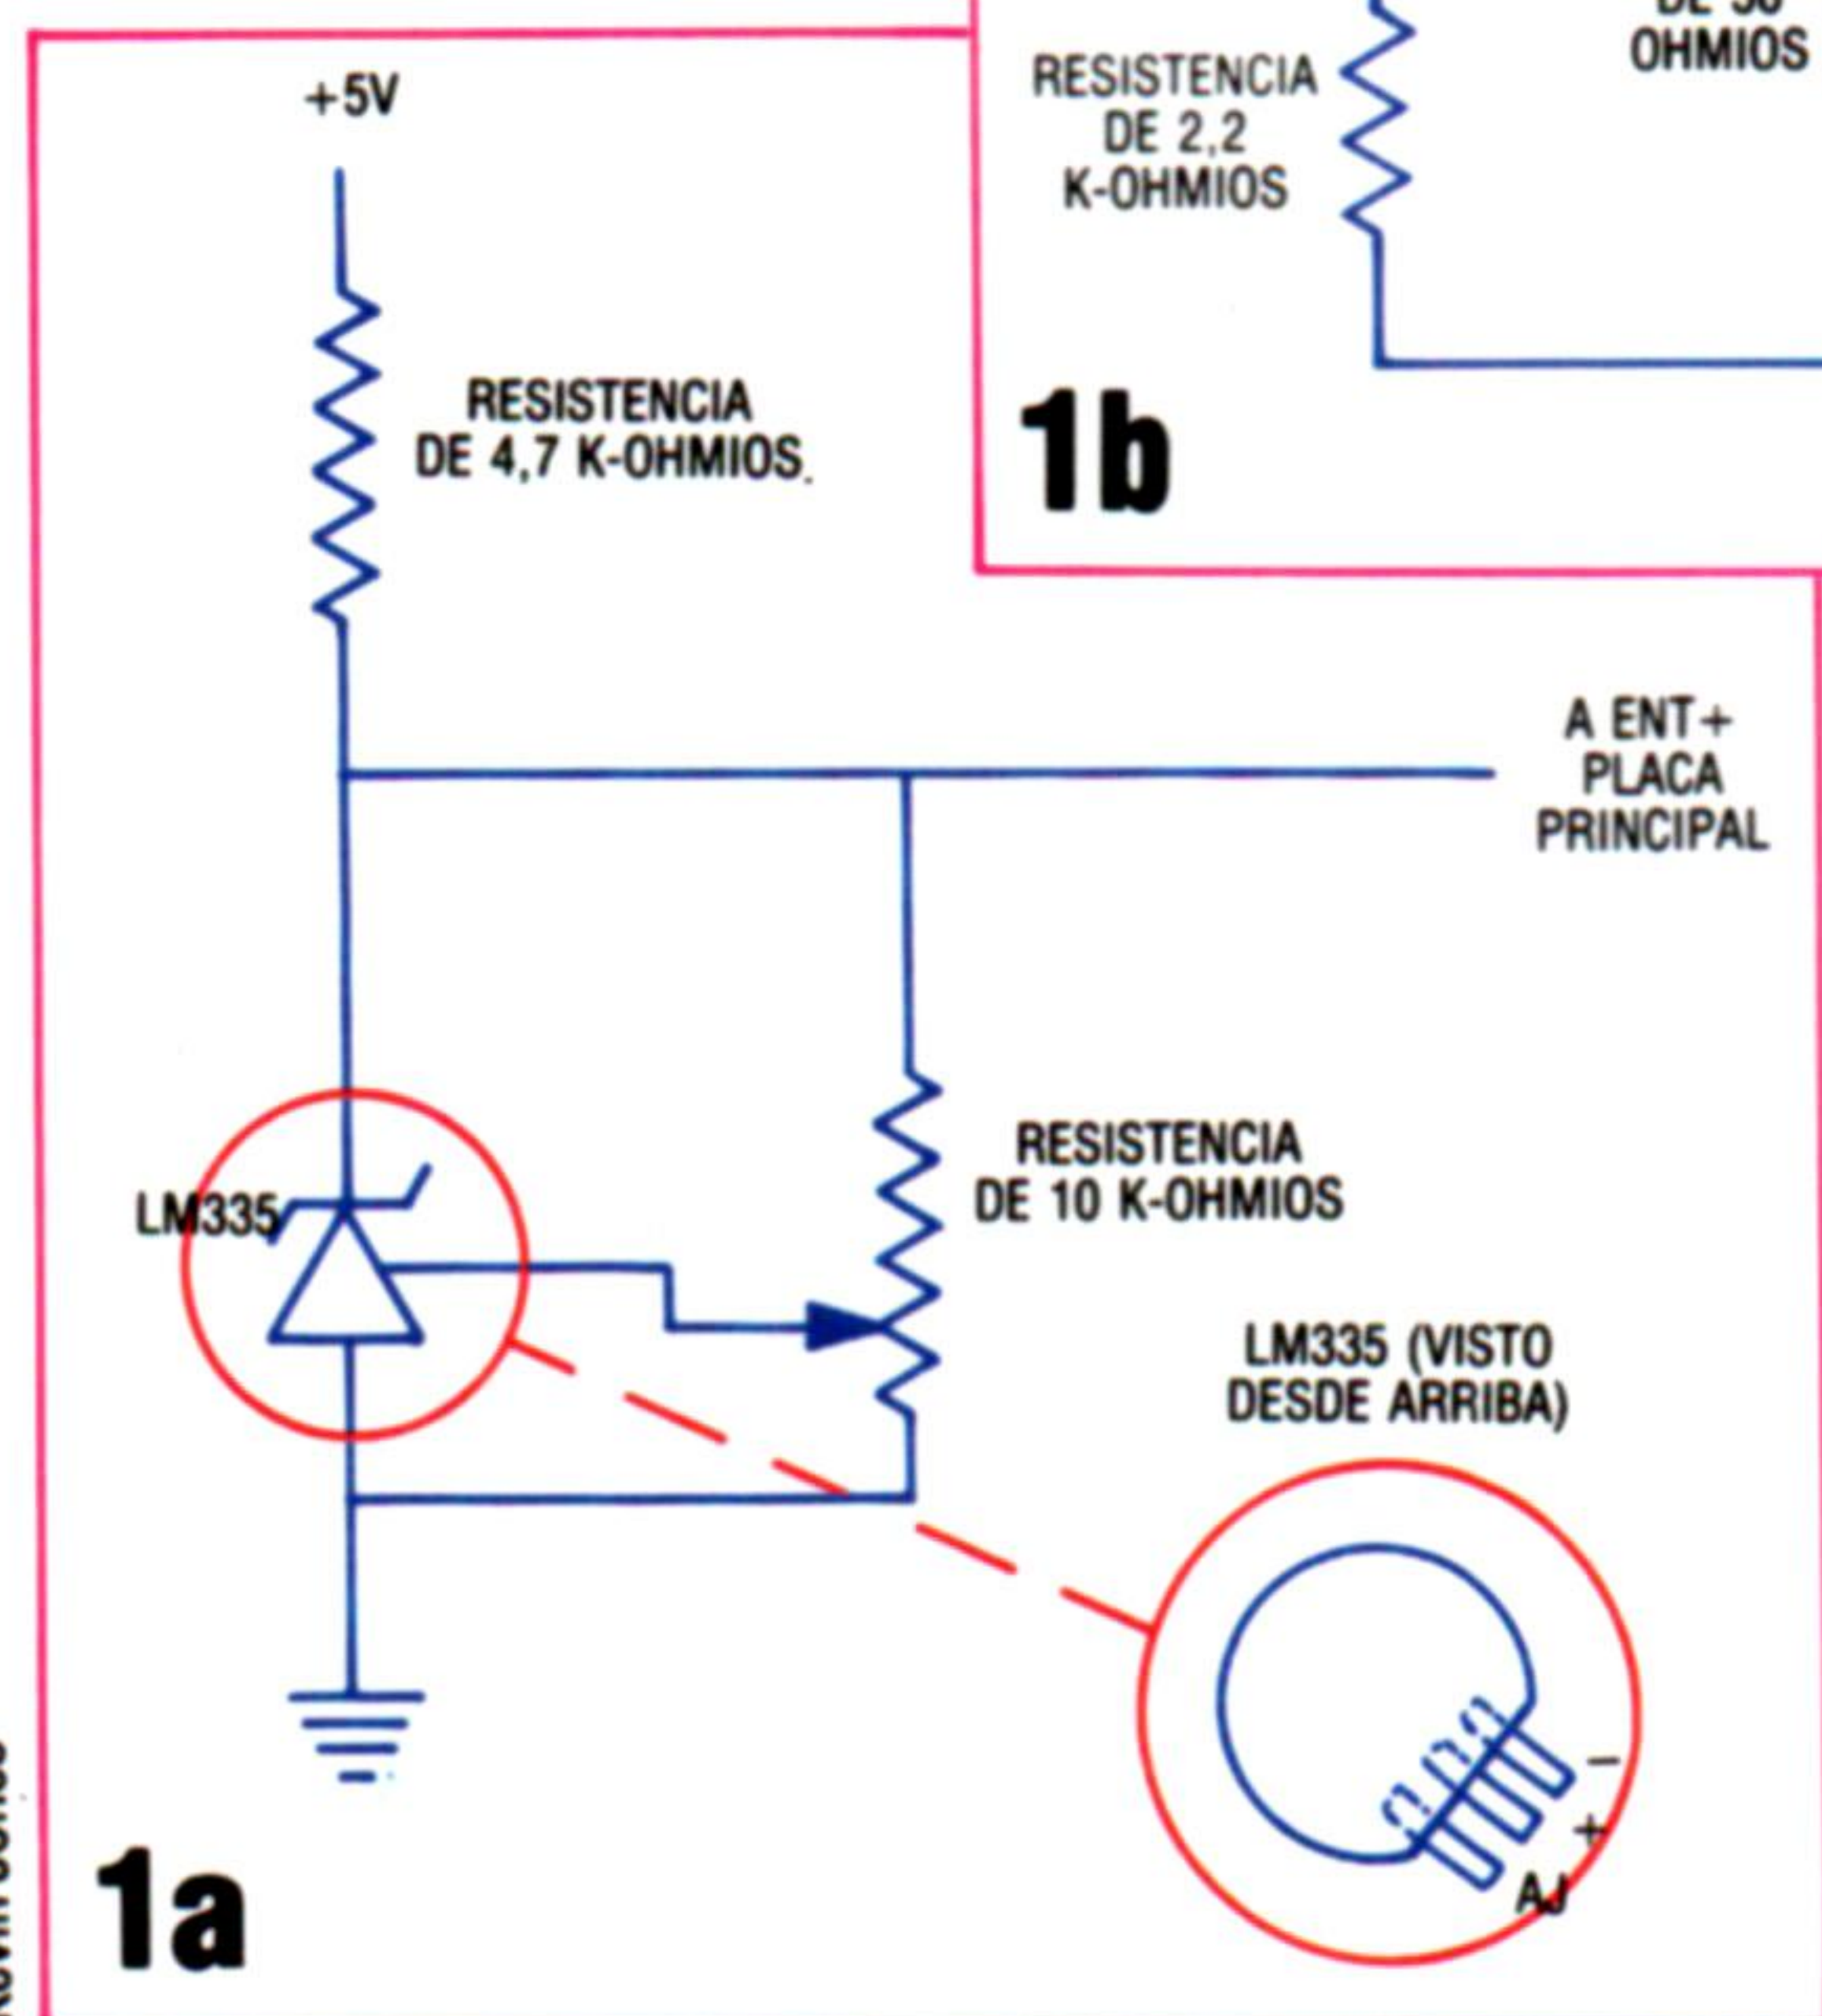 +5V
RESISTENCIA
DE 4,7 K-OHMIOS.
RESISTENCIA
DE 2,2
K-OHMIOS
OHMIOS
1b
A ENT+
PLACA
PRINCIPAL
LM335
RESISTENCIA
DE 10 K-OHMIOS
LM335 (VISTO
DESDE ARRIBA)
–
+
AJ
1a